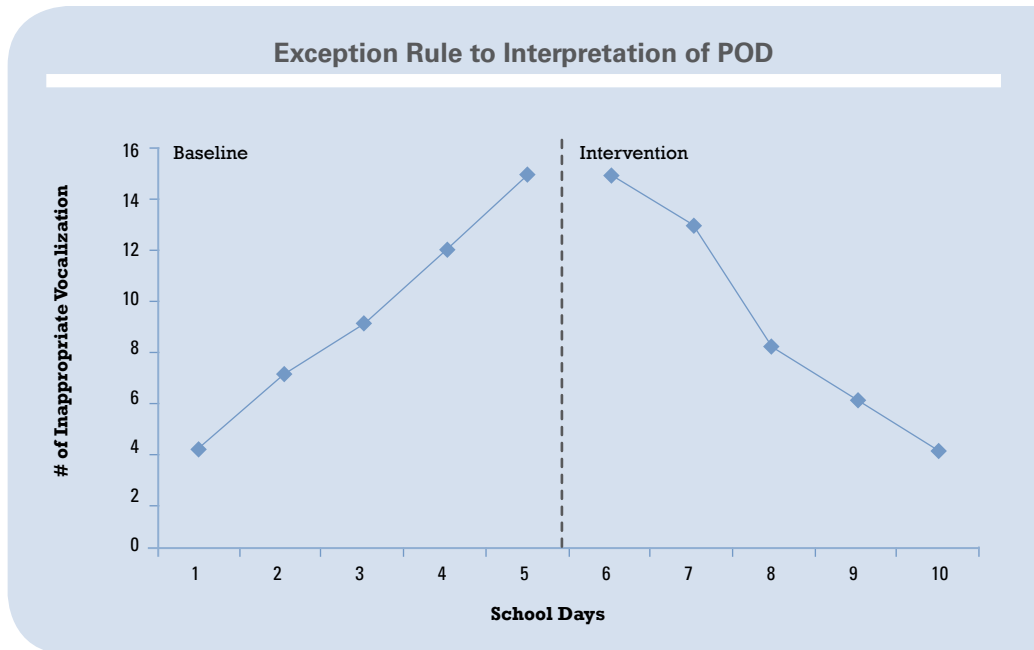 Exception Rule to Interpretation of POD
Baseline
Intervention
# of Inappropriate Vocalization
16
14
12
10
8
6
4
2
0
1 2 3 4 5 6 7 8 9 10
School Days